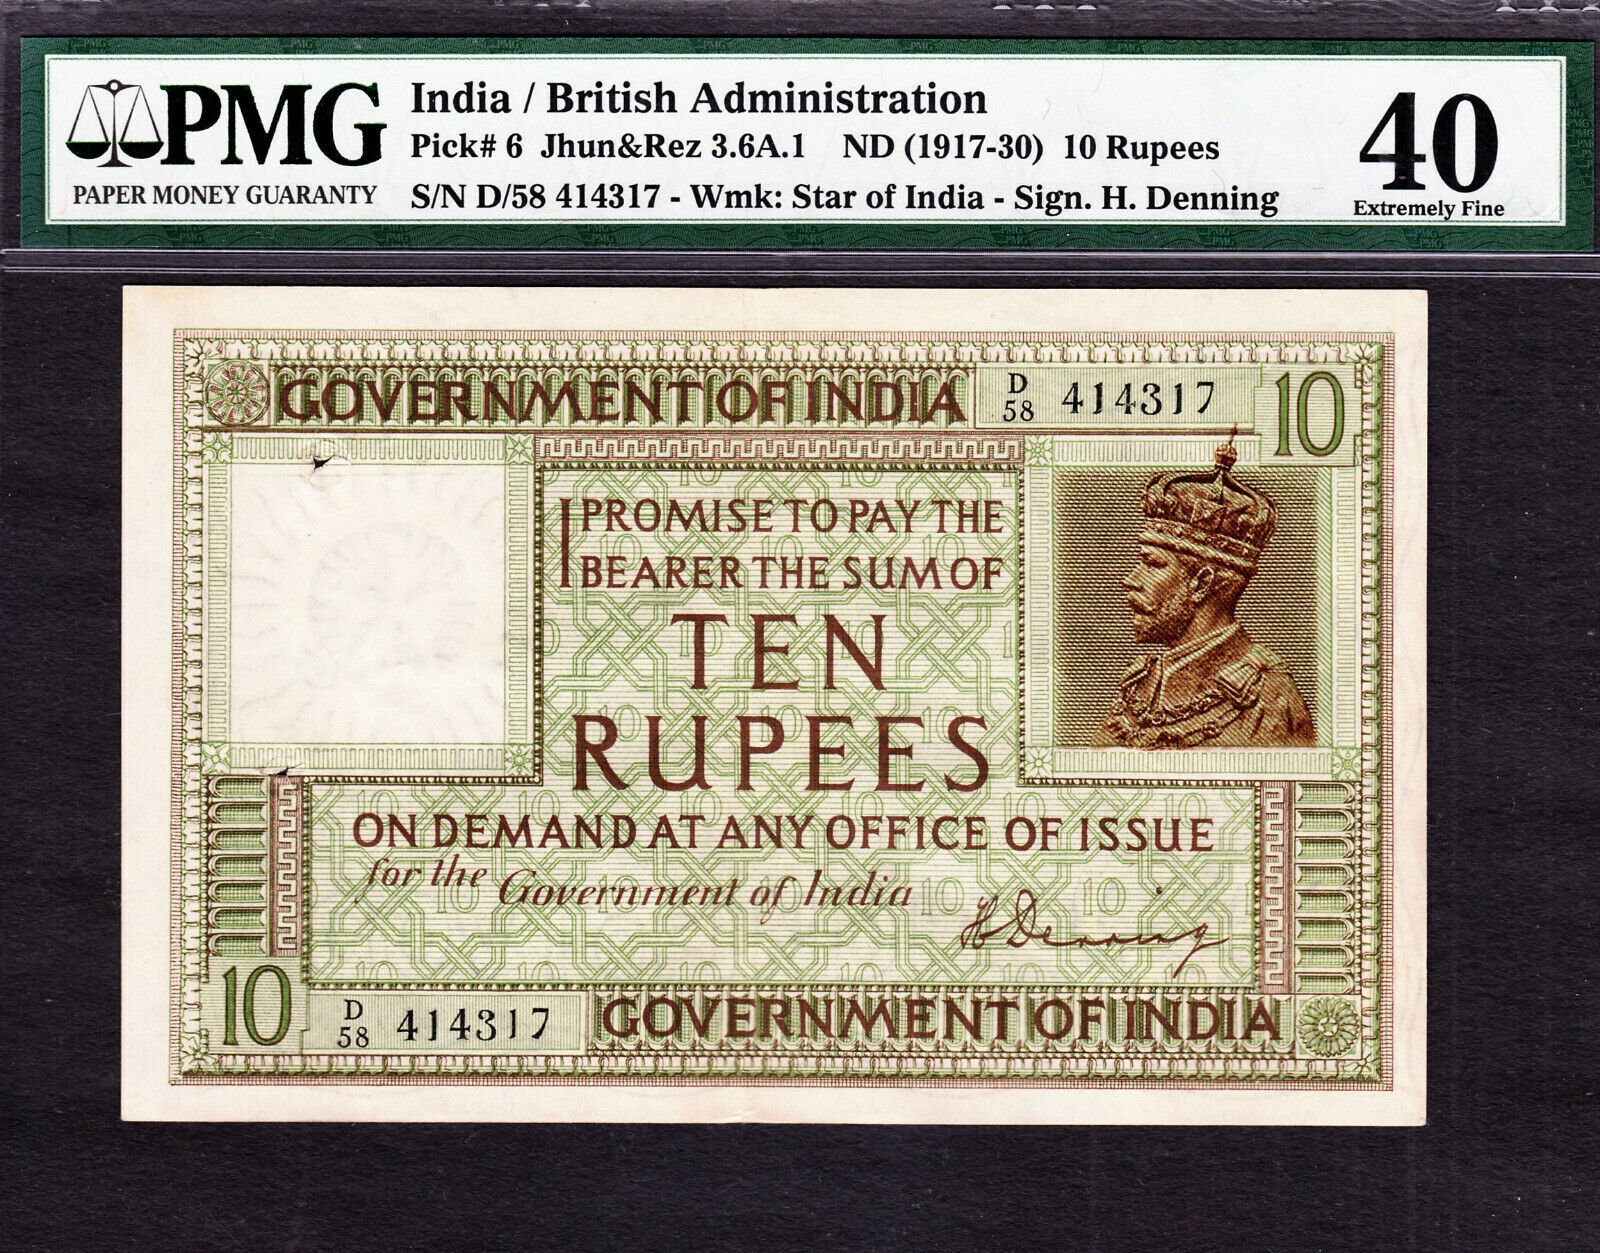 PMG
PAPER MONEY GUARANTY
India / British Administration
Pick# 6 Jhun&Rez 3.6A.1 ND (1917-30) 10 Rupees
S/N D/58 414317 - Wmk: Star of India - Sign. H. Denning
40
Extremely Fine
GOVERNMENT OF INDIA
D
58 414317
10
I PROMISE TO PAY THE
BEARER THE SUM OF
TEN
RUPEES
ON DEMAND AT ANY OFFICE OF ISSUE
for the Government of India
H Denning
10
D
58 414317
GOVERNMENT OF INDIA